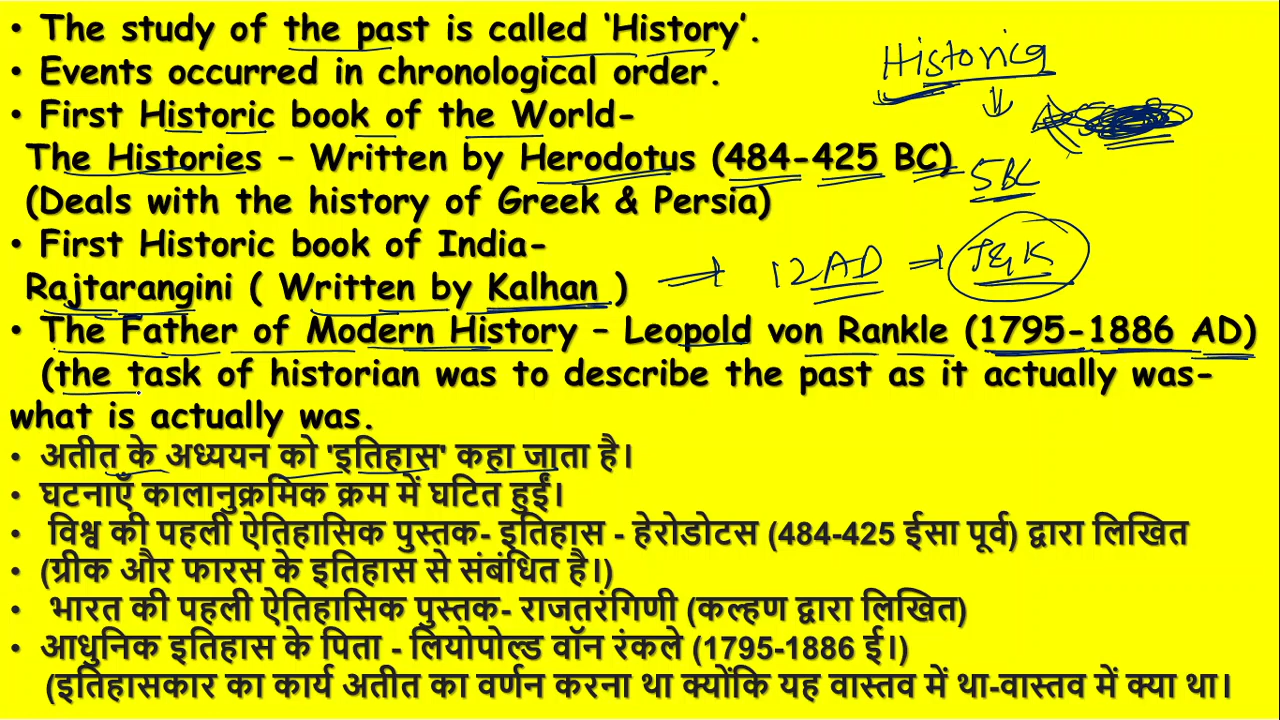 • The study of the past is called 'History'.
• Events occurred in chronological order.
• First Historic book of the World-
The Histories – Written by Herodotus (484-425 BC)
(Deals with the history of Greek & Persia)
• First Historic book of India-
Rajtarangini ( Written by Kalhan )
• The Father of Modern History – Leopold von Rankle (1795-1886 AD)
(the task of historian was to describe the past as it actually was-
what is actually was.
• अतीत के अध्ययन को 'इतिहास' कहा जाता है।
• घटनाएँ कालानुक्रमिक क्रम में घटित हुईं।
• विश्व की पहली ऐतिहासिक पुस्तक- इतिहास - हेरोडोटस (484-425 ईसा पूर्व) द्वारा लिखित
• (ग्रीक और फारस के इतिहास से संबंधित है।)
• भारत की पहली ऐतिहासिक पुस्तक- राजतरंगिणी (कल्हण द्वारा लिखित)
• आधुनिक इतिहास के पिता - लियोपोल्ड वॉन रंकले (1795-1886 ई।)
(इतिहासकार का कार्य अतीत का वर्णन करना था क्योंकि यह वास्तव में था-वास्तव में क्या था।
Historica
5BC
12AD
J&K